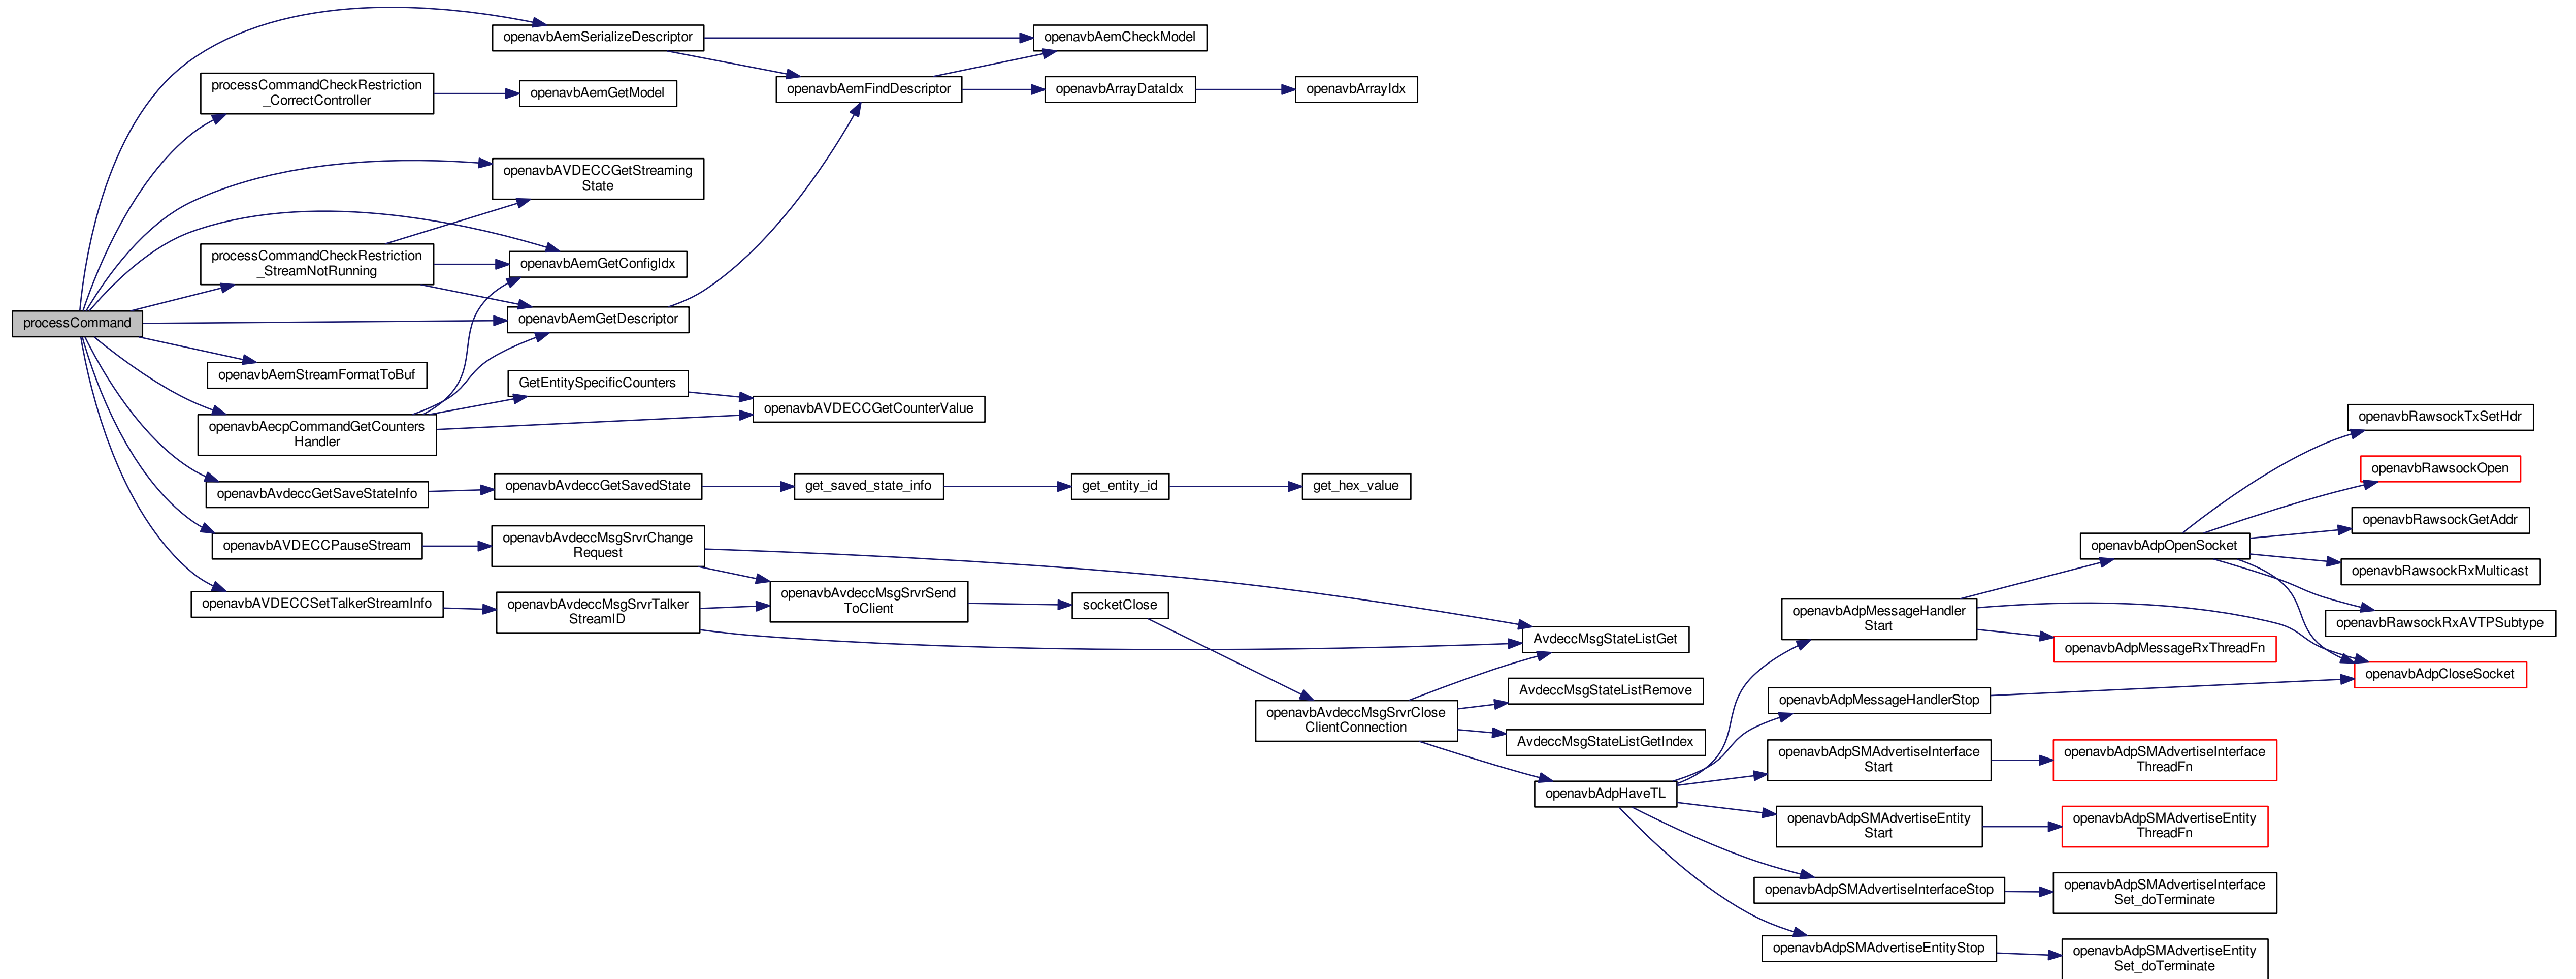 processCommand
openavbAemSerializeDescriptor
processCommandCheckRestriction
_CorrectController
openavbAemGetModel
openavbAVDECCGetStreaming
State
processCommandCheckRestriction
_StreamNotRunning
openavbAemGetConfigIdx
openavbAemGetDescriptor
openavbAemStreamFormatToBuf
openavbAecpCommandGetCounters
Handler
GetEntitySpecificCounters
openavbAVDECCGetCounterValue
openavbAvdeccGetSaveStateInfo
openavbAvdeccGetSavedState
get_saved_state_info
get_entity_id
get_hex_value
openavbAVDECCPauseStream
openavbAvdeccMsgSrvrChange
Request
openavbAVDECCSetTalkerStreamInfo
openavbAvdeccMsgSrvrTalker
StreamID
openavbAvdeccMsgSrvrSend
ToClient
socketClose
openavbAemFindDescriptor
openavbAemCheckModel
openavbArrayDataIdx
openavbArrayIdx
openavbAvdeccMsgSrvrClose
ClientConnection
AvdeccMsgStateListGet
AvdeccMsgStateListRemove
AvdeccMsgStateListGetIndex
openavbAdpHaveTL
openavbAdpMessageHandler
Start
openavbAdpMessageHandlerStop
openavbAdpSMAdvertiseInterface
Start
openavbAdpSMAdvertiseEntity
Start
openavbAdpSMAdvertiseInterfaceStop
openavbAdpSMAdvertiseEntityStop
openavbAdpOpenSocket
openavbAdpMessageRxThreadFn
openavbAdpSMAdvertiseInterface
ThreadFn
openavbAdpSMAdvertiseEntity
ThreadFn
openavbAdpSMAdvertiseInterface
Set_doTerminate
openavbAdpSMAdvertiseEntity
Set_doTerminate
openavbRawsockTxSetHdr
openavbRawsockOpen
openavbRawsockGetAddr
openavbRawsockRxMulticast
openavbRawsockRxAVTPSubtype
openavbAdpCloseSocket